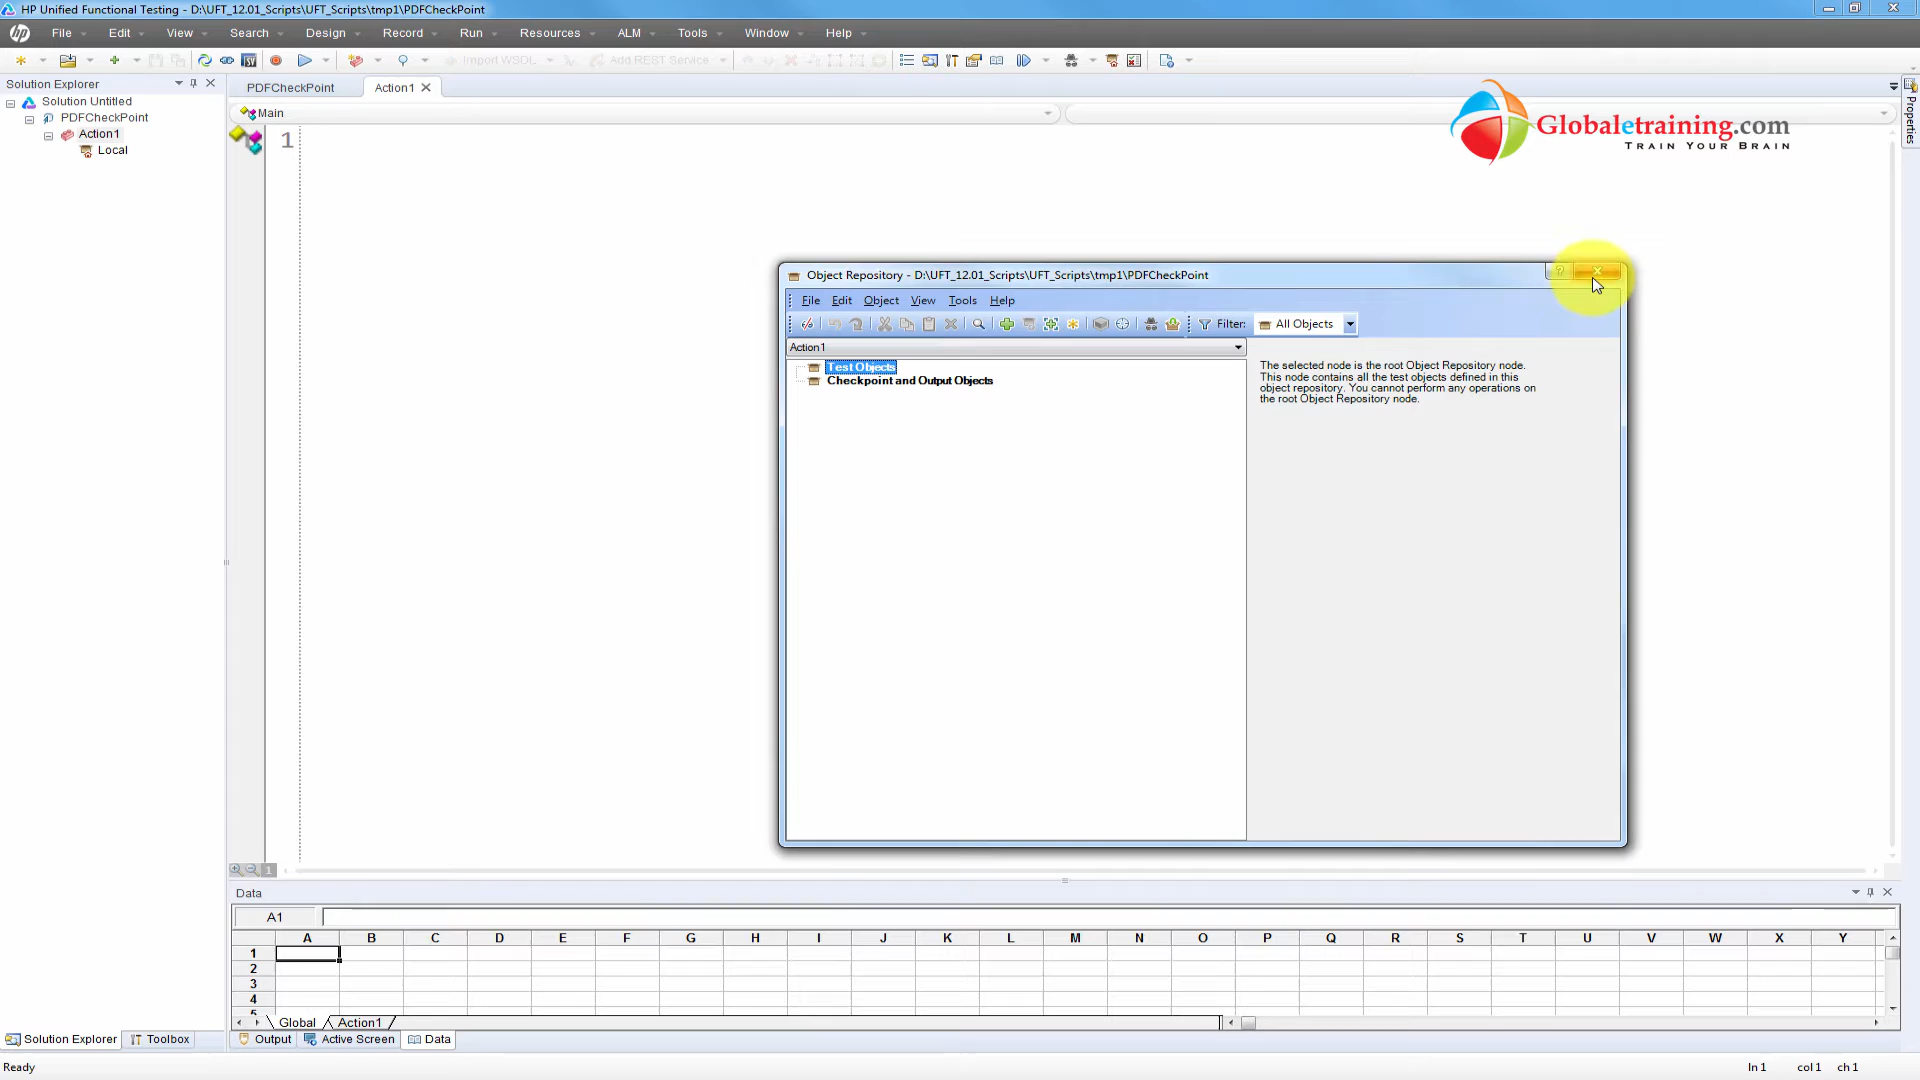 HP Unified Functional Testing - D:\UFT_12.01_Scripts\UFT_Scripts\tmp1\PDFCheckPoint
File Edit View Search Design Record Run Resources ALM Tools Window Help
Import WSDL Add REST Service
Solution Explorer
PDFCheckPoint Action1
Solution Untitled
PDFCheckPoint
Action1
Local
Main
1
Properties
Globaletraining.com
TRAIN YOUR BRAIN
Object Repository - D:\UFT_12.01_Scripts\UFT_Scripts\tmp1\PDFCheckPoint
File Edit Object View Tools Help
Filter: All Objects
Action1
Test Objects
Checkpoint and Output Objects
The selected node is the root Object Repository node.
This node contains all the test objects defined in this
object repository. You cannot perform any operations on
the root Object Repository node.
1
Data
A1
A B C D E F G H I J K L M N O P Q R S T U V W X Y
1
2
3
4
5
Global Action1
Solution Explorer Toolbox Output Active Screen Data
Ready ln 1 col 1 ch 1